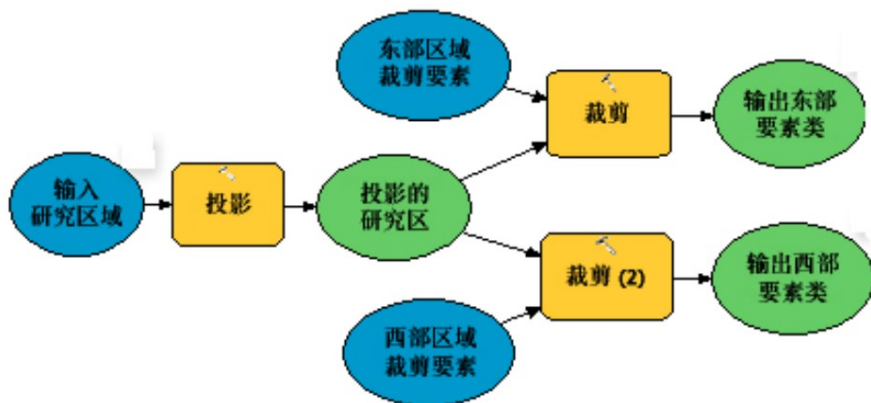 东部区域
裁剪要素
裁剪
输出东部
要素类
输入
研究区域
投影
投影的
研究区
裁剪 (2)
输出西部
要素类
西部区域
裁剪要素